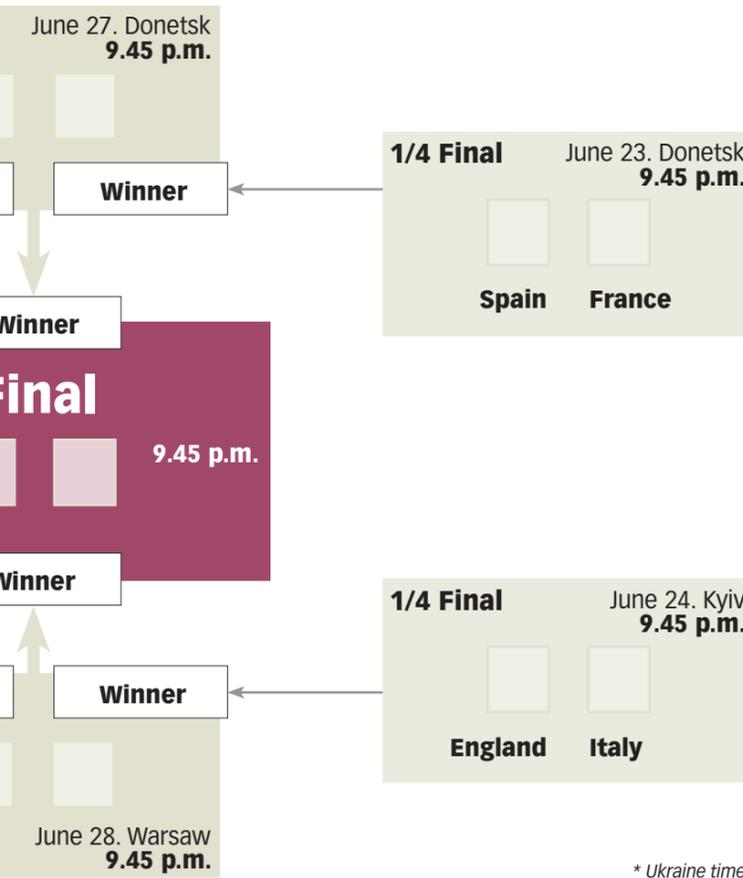 June 27. Donetsk
9.45 p.m.
1/4 Final
June 23. Donetsk
9.45 p.m.
Winner
Spain
France
Winner
Final
9.45 p.m.
Winner
1/4 Final
June 24. Kyiv
9.45 p.m.
Winner
England
Italy
June 28. Warsaw
9.45 p.m.
* Ukraine time